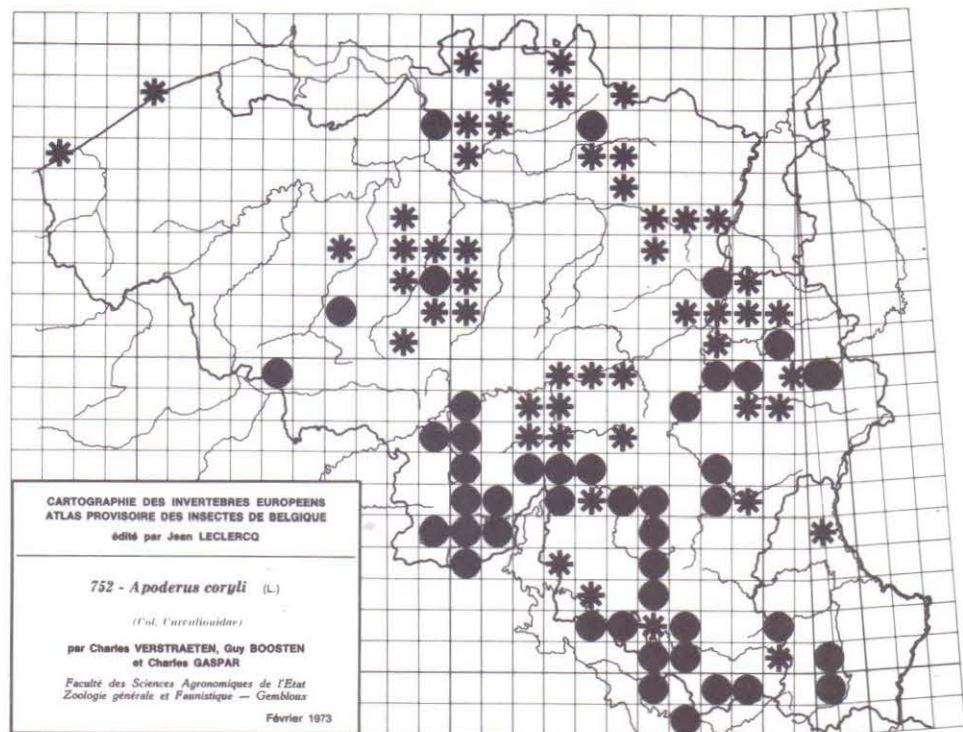 CARTOGRAPHIE DES INVERTEBRES EUROPEENS
ATLAS PROVISOIRE DES INSECTES DE BELGIQUE
édité par Jean LECLERCQ
752 - Apoderus coryli (L.)
(Col. Curculionidae)
par Charles VERSTRAETEN, Guy BOOSTEN
et Charles GASPAR
Faculté des Sciences Agronomiques de l'Etat
Zoologie générale et Faunistique — Gembloux
Février 1973